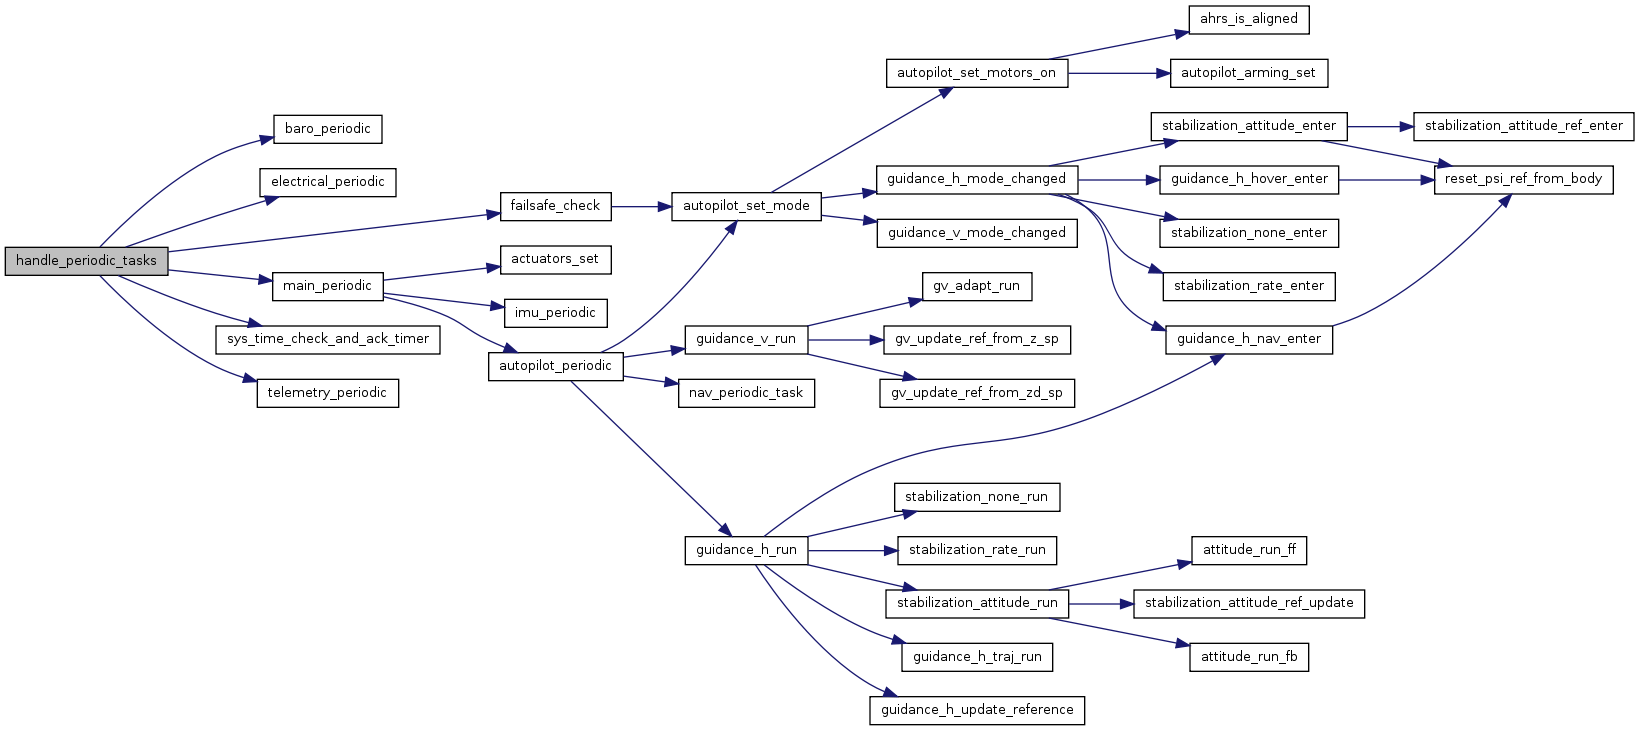 handle_periodic_tasks
baro_periodic
electrical_periodic
failsafe_check
main_periodic
sys_time_check_and_ack_timer
telemetry_periodic
actuators_set
imu_periodic
autopilot_periodic
autopilot_set_mode
guidance_v_run
nav_periodic_task
guidance_h_run
autopilot_set_motors_on
guidance_h_mode_changed
guidance_v_mode_changed
gv_adapt_run
gv_update_ref_from_z_sp
gv_update_ref_from_zd_sp
stabilization_none_run
stabilization_rate_run
stabilization_attitude_run
guidance_h_traj_run
guidance_h_update_reference
ahrs_is_aligned
autopilot_arming_set
stabilization_attitude_enter
guidance_h_hover_enter
stabilization_none_enter
stabilization_rate_enter
guidance_h_nav_enter
attitude_run_ff
stabilization_attitude_ref_update
attitude_run_fb
stabilization_attitude_ref_enter
reset_psi_ref_from_body